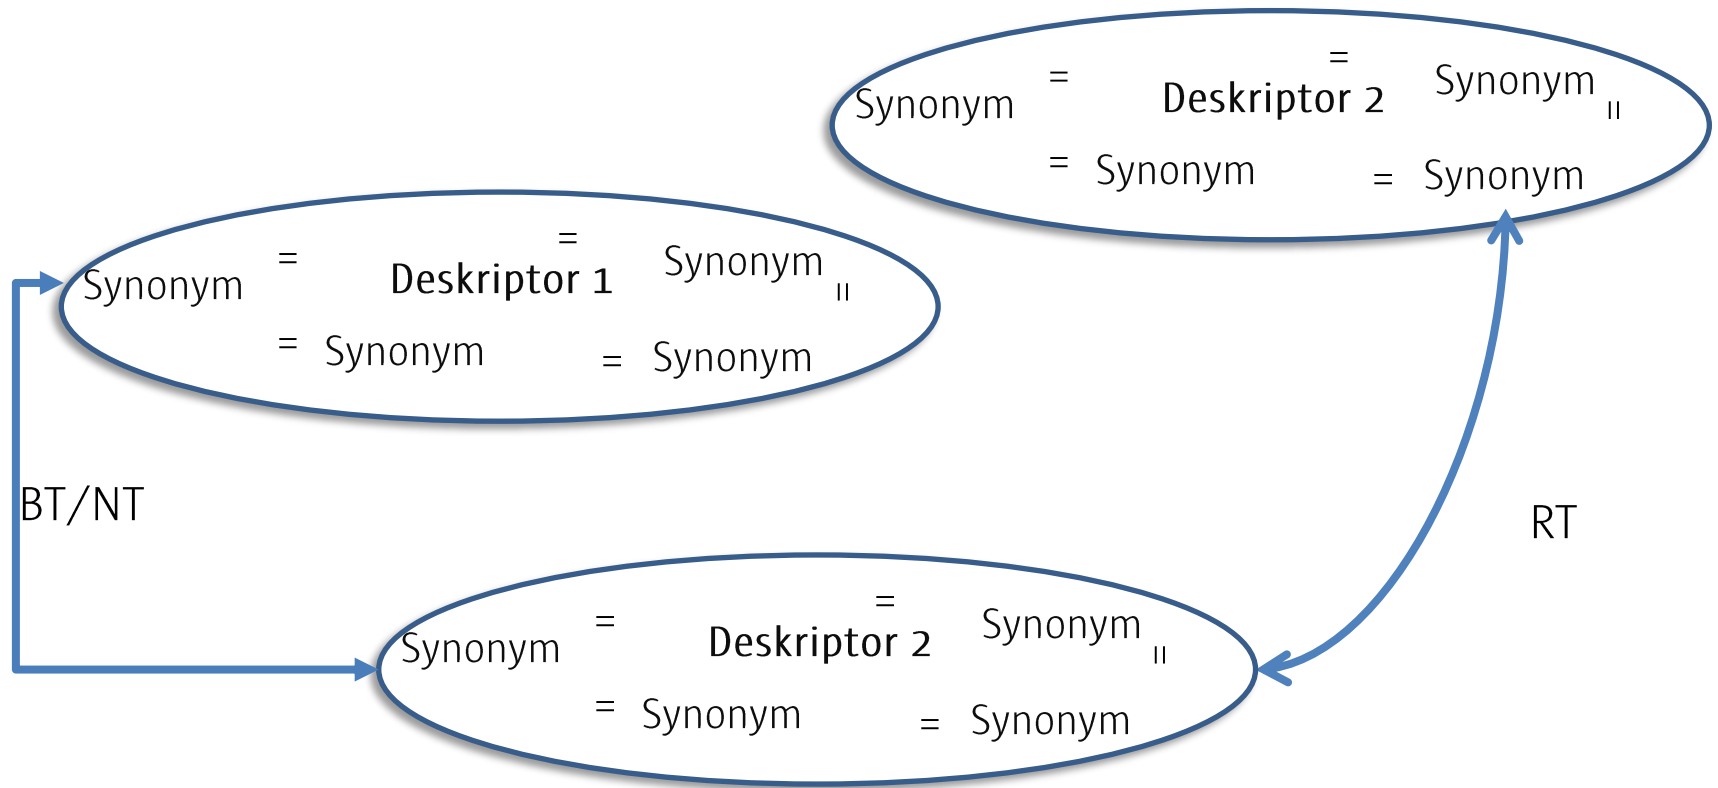 = =
Synonym Deskriptor 2 Synonym =
= Synonym = Synonym
= =
Synonym Deskriptor 1 Synonym =
= Synonym = Synonym
BT/NT
RT
= =
Synonym Deskriptor 2 Synonym =
= Synonym = Synonym